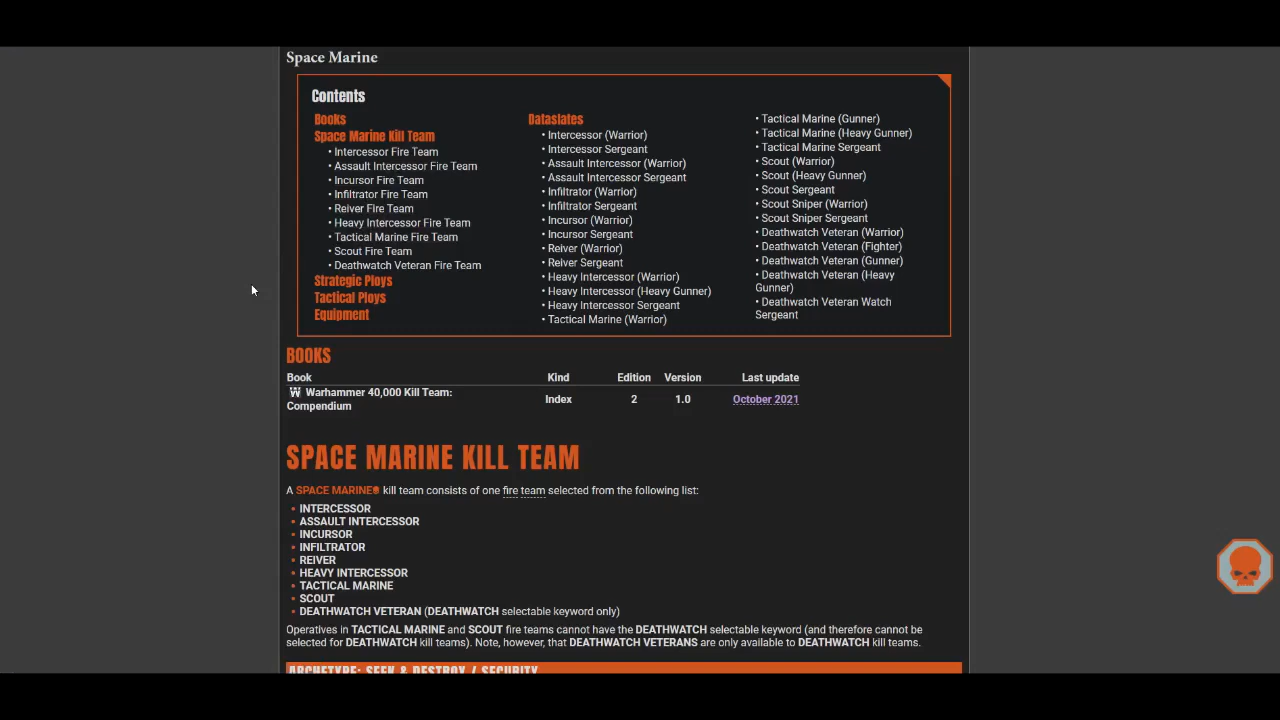 Space Marine
Contents
Books
Space Marine Kill Team
• Intercessor Fire Team
• Assault Intercessor Fire Team
• Incursor Fire Team
• Infiltrator Fire Team
• Reiver Fire Team
• Heavy Intercessor Fire Team
• Tactical Marine Fire Team
• Scout Fire Team
• Deathwatch Veteran Fire Team
Strategic Ploys
Tactical Ploys
Equipment
Dataslates
• Intercessor (Warrior)
• Intercessor Sergeant
• Assault Intercessor (Warrior)
• Assault Intercessor Sergeant
• Infiltrator (Warrior)
• Infiltrator Sergeant
• Incursor (Warrior)
• Incursor Sergeant
• Reiver (Warrior)
• Reiver Sergeant
• Heavy Intercessor (Warrior)
• Heavy Intercessor (Heavy Gunner)
• Heavy Intercessor Sergeant
• Tactical Marine (Warrior)
• Tactical Marine (Gunner)
• Tactical Marine (Heavy Gunner)
• Tactical Marine Sergeant
• Scout (Warrior)
• Scout (Heavy Gunner)
• Scout Sergeant
• Scout Sniper (Warrior)
• Scout Sniper Sergeant
• Deathwatch Veteran (Warrior)
• Deathwatch Veteran (Fighter)
• Deathwatch Veteran (Gunner)
• Deathwatch Veteran (Heavy
Gunner)
• Deathwatch Veteran Watch
Sergeant
BOOKS
Book Kind Edition Version Last update
Warhammer 40,000 Kill Team:
Compendium Index 2 1.0 October 2021
SPACE MARINE KILL TEAM
A SPACE MARINE kill team consists of one fire team selected from the following list:
• INTERCESSOR
• ASSAULT INTERCESSOR
• INCURSOR
• INFILTRATOR
• REIVER
• HEAVY INTERCESSOR
• TACTICAL MARINE
• SCOUT
• DEATHWATCH VETERAN (DEATHWATCH selectable keyword only)
Operatives in TACTICAL MARINE and SCOUT fire teams cannot have the DEATHWATCH selectable keyword (and therefore cannot be
selected for DEATHWATCH kill teams). Note, however, that DEATHWATCH VETERANS are only available to DEATHWATCH kill teams.
ARCHETYPE: SEEK & DESTROY / SECURITY